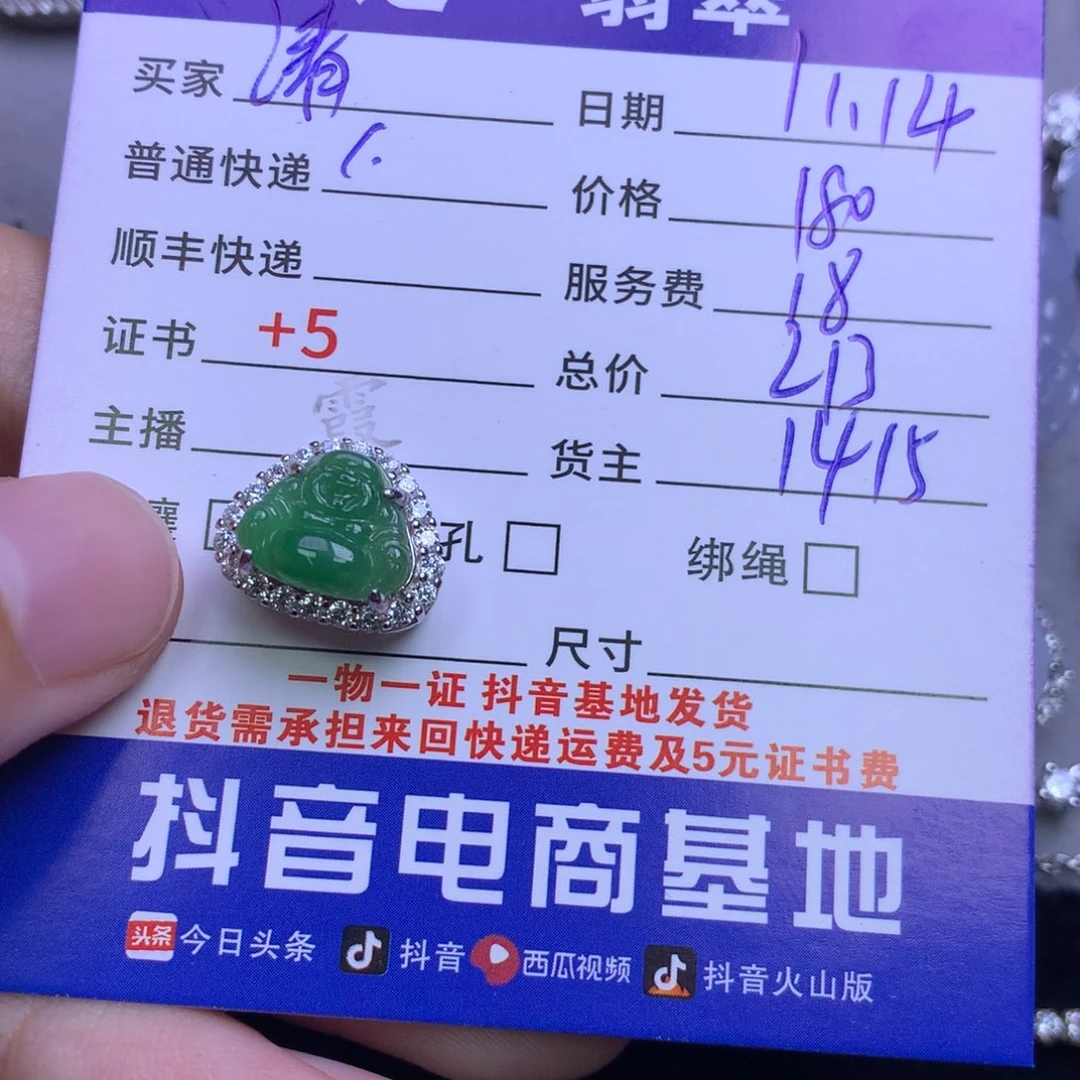 翡翠
买家 清 日期 11.14
普通快递 价格 180
顺丰快递 服务费 18
证书 +5 总价 213
主播 霞 货主 1415
镶 孔 绑绳
尺寸
一物一证 抖音基地发货
退货需承担来回快递运费及5元证书费
抖音电商基地
头条 今日头条 抖音 西瓜视频 抖音火山版